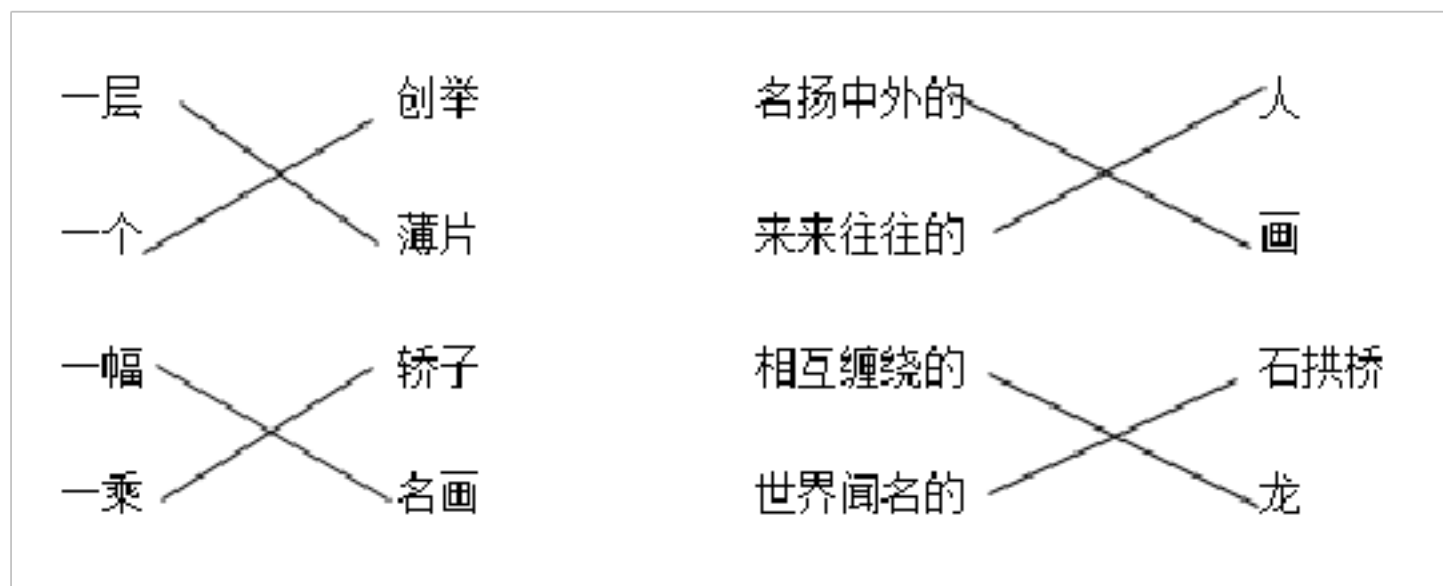 一层 创举 名扬中外的 人
一个 薄片 来来往往的 画
一幅 轿子 相互缠绕的 石拱桥
一乘 名画 世界闻名的 龙